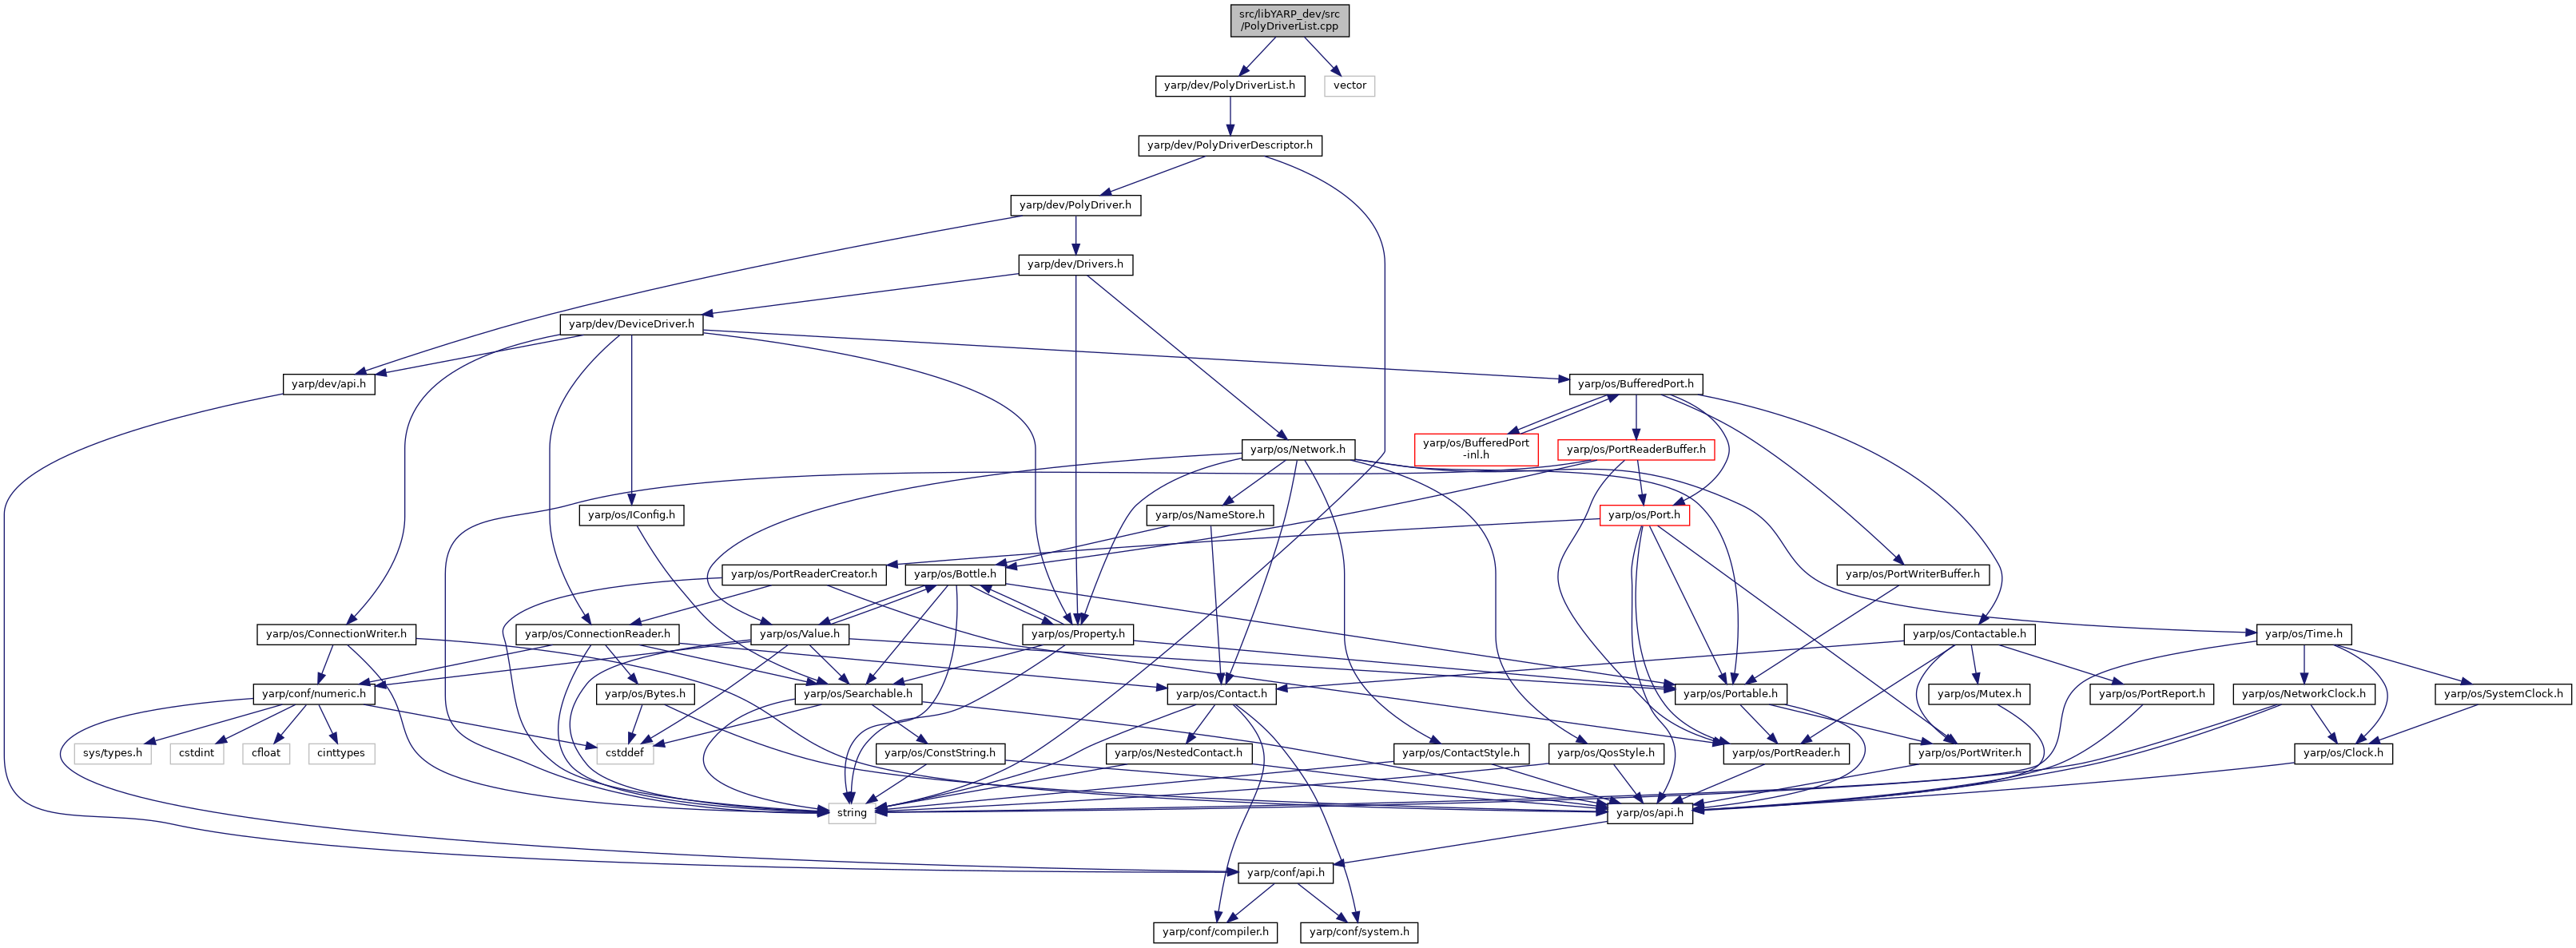 src/libYARP_dev/src
/PolyDriverList.cpp
yarp/dev/PolyDriverList.h
vector
yarp/dev/PolyDriverDescriptor.h
yarp/dev/PolyDriver.h
yarp/dev/Drivers.h
yarp/dev/DeviceDriver.h
yarp/dev/api.h
yarp/os/BufferedPort.h
yarp/os/Network.h
yarp/os/BufferedPort
-inl.h
yarp/os/PortReaderBuffer.h
yarp/os/IConfig.h
yarp/os/NameStore.h
yarp/os/Port.h
yarp/os/PortReaderCreator.h
yarp/os/Bottle.h
yarp/os/PortWriterBuffer.h
yarp/os/ConnectionWriter.h
yarp/os/ConnectionReader.h
yarp/os/Value.h
yarp/os/Property.h
yarp/os/Contactable.h
yarp/os/Time.h
yarp/conf/numeric.h
yarp/os/Bytes.h
yarp/os/Searchable.h
yarp/os/Contact.h
yarp/os/Portable.h
yarp/os/Mutex.h
yarp/os/PortReport.h
yarp/os/NetworkClock.h
yarp/os/SystemClock.h
sys/types.h
cstdint
cfloat
cinttypes
cstddef
yarp/os/ConstString.h
yarp/os/NestedContact.h
yarp/os/ContactStyle.h
yarp/os/QosStyle.h
yarp/os/PortReader.h
yarp/os/PortWriter.h
yarp/os/Clock.h
string
yarp/os/api.h
yarp/conf/api.h
yarp/conf/compiler.h
yarp/conf/system.h